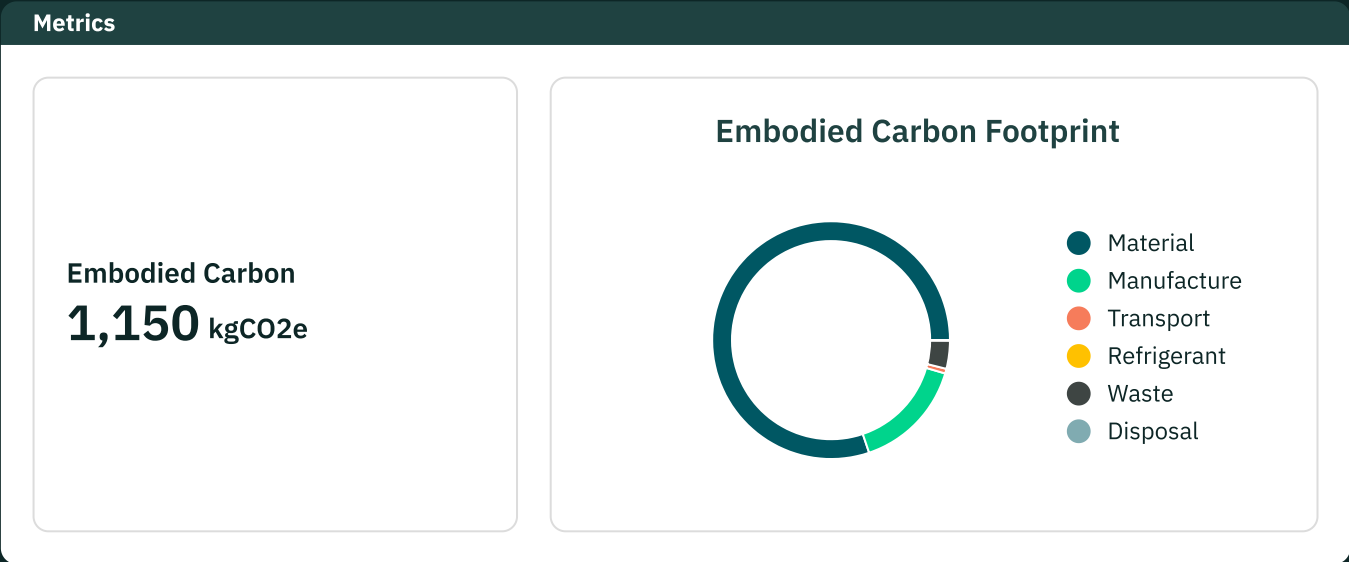 Metrics
Embodied Carbon
1,150 kgCO2e
Embodied Carbon Footprint
Material
Manufacture
Transport
Refrigerant
Waste
Disposal